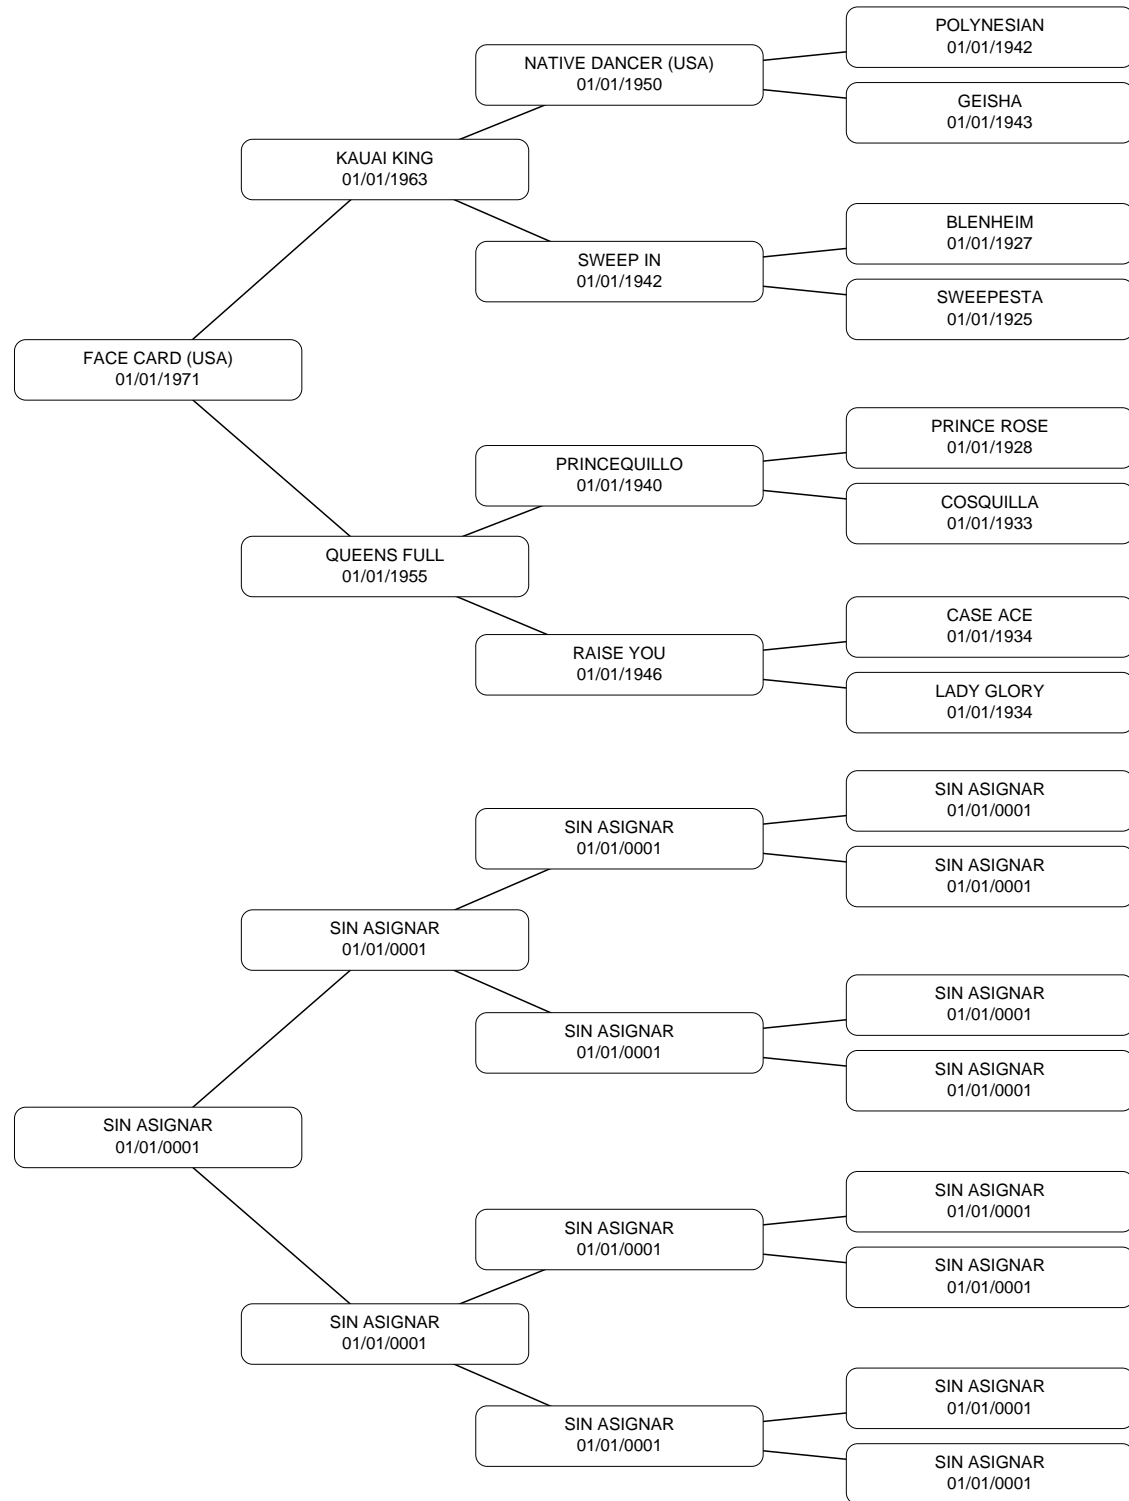 POLYNESIAN
01/01/1942
NATIVE DANCER (USA)
01/01/1950
GEISHA
01/01/1943
KAUAI KING
01/01/1963
BLENHEIM
01/01/1927
SWEEP IN
01/01/1942
SWEEPESTA
01/01/1925
FACE CARD (USA)
01/01/1971
PRINCE ROSE
01/01/1928
PRINCEQUILLO
01/01/1940
COSQUILLA
01/01/1933
QUEENS FULL
01/01/1955
CASE ACE
01/01/1934
RAISE YOU
01/01/1946
LADY GLORY
01/01/1934
SIN ASIGNAR
01/01/0001
SIN ASIGNAR
01/01/0001
SIN ASIGNAR
01/01/0001
SIN ASIGNAR
01/01/0001
SIN ASIGNAR
01/01/0001
SIN ASIGNAR
01/01/0001
SIN ASIGNAR
01/01/0001
SIN ASIGNAR
01/01/0001
SIN ASIGNAR
01/01/0001
SIN ASIGNAR
01/01/0001
SIN ASIGNAR
01/01/0001
SIN ASIGNAR
01/01/0001
SIN ASIGNAR
01/01/0001
SIN ASIGNAR
01/01/0001
SIN ASIGNAR
01/01/0001